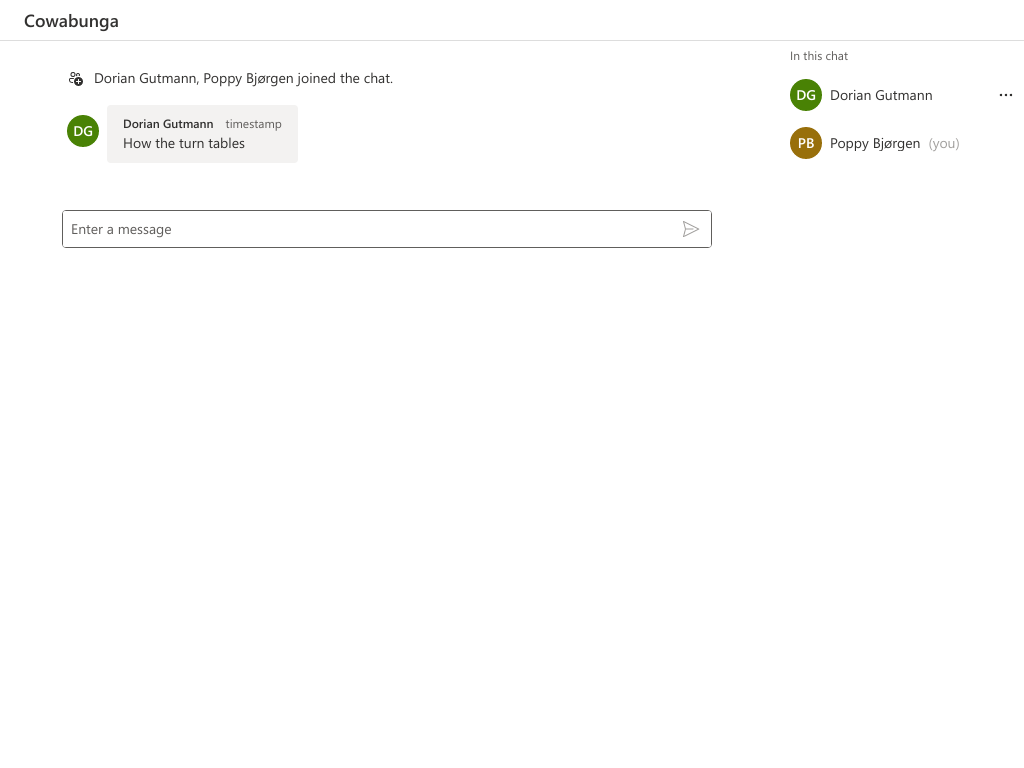 Cowabunga
Dorian Gutmann, Poppy Bjørgen joined the chat.
DG
Dorian Gutmann timestamp
How the turn tables
Enter a message
In this chat
DG Dorian Gutmann
PB Poppy Bjørgen (you)